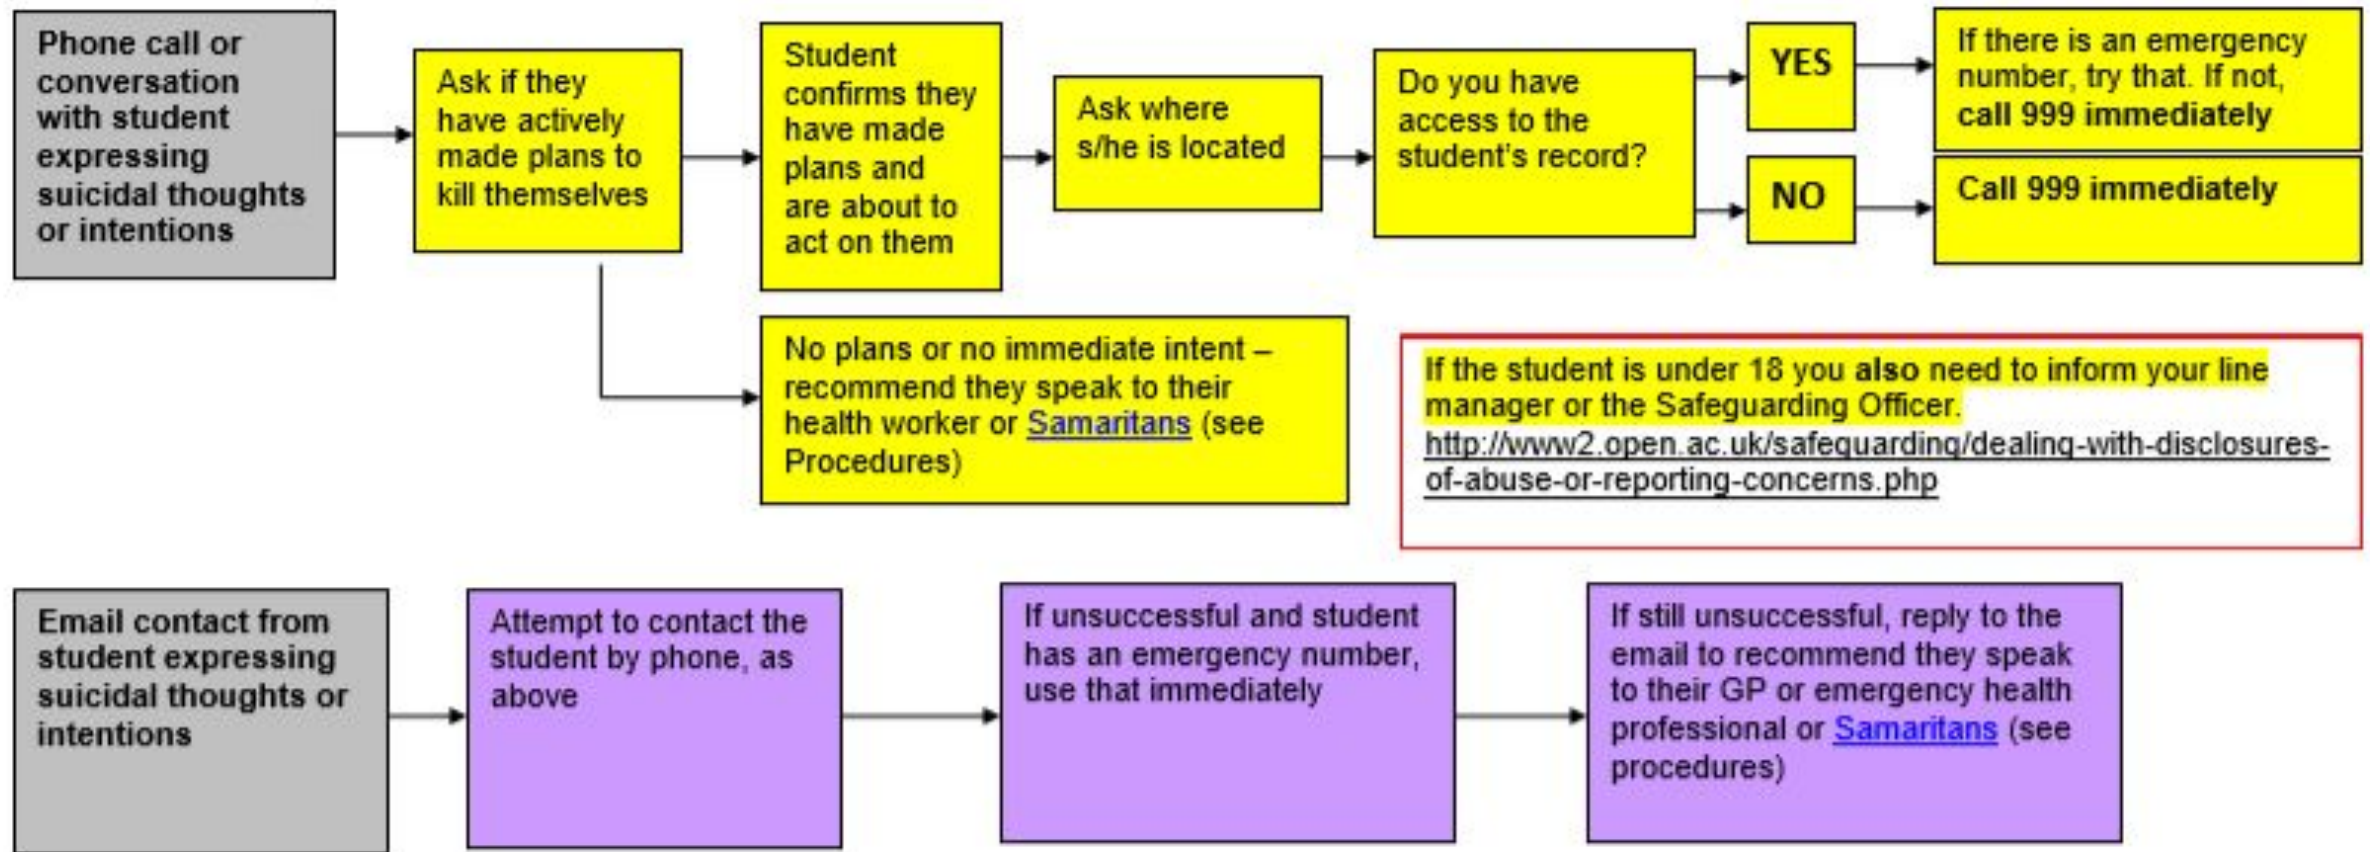 Phone call or
conversation
with student
expressing
suicidal thoughts
or intentions
Ask if they
have actively
made plans to
kill themselves
Student
confirms they
have made
plans and
are about to
act on them
Ask where
s/he is located
Do you have
access to the
student's record?
YES
If there is an emergency
number, try that. If not,
call 999 immediately
NO
Call 999 immediately
No plans or no immediate intent –
recommend they speak to their
health worker or Samaritans (see
Procedures)
If the student is under 18 you also need to inform your line
manager or the Safeguarding Officer.
http://www2.open.ac.uk/safeguarding/dealing-with-disclosures-
of-abuse-or-reporting-concerns.php
Email contact from
student expressing
suicidal thoughts or
intentions
Attempt to contact the
student by phone, as
above
If unsuccessful and student
has an emergency number,
use that immediately
If still unsuccessful, reply to the
email to recommend they speak
to their GP or emergency health
professional or Samaritans (see
procedures)